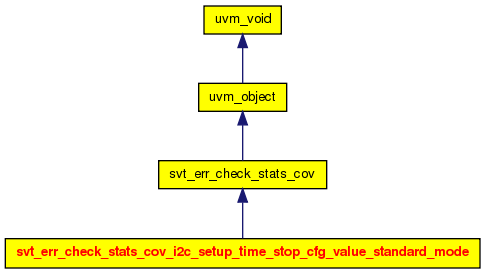 uvm_void
uvm_object
svt_err_check_stats_cov
svt_err_check_stats_cov_i2c_setup_time_stop_cfg_value_standard_mode